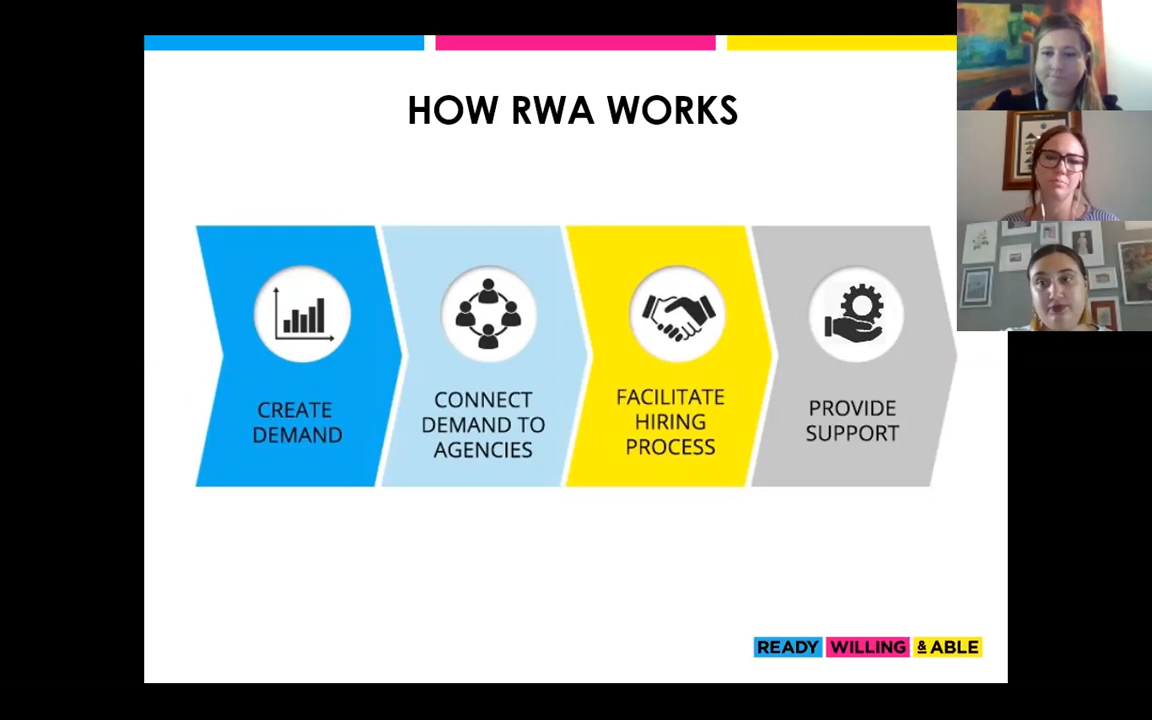 HOW RWA WORKS
CREATE
DEMAND
CONNECT
DEMAND TO
AGENCIES
FACILITATE
HIRING
PROCESS
PROVIDE
SUPPORT
READY WILLING & ABLE